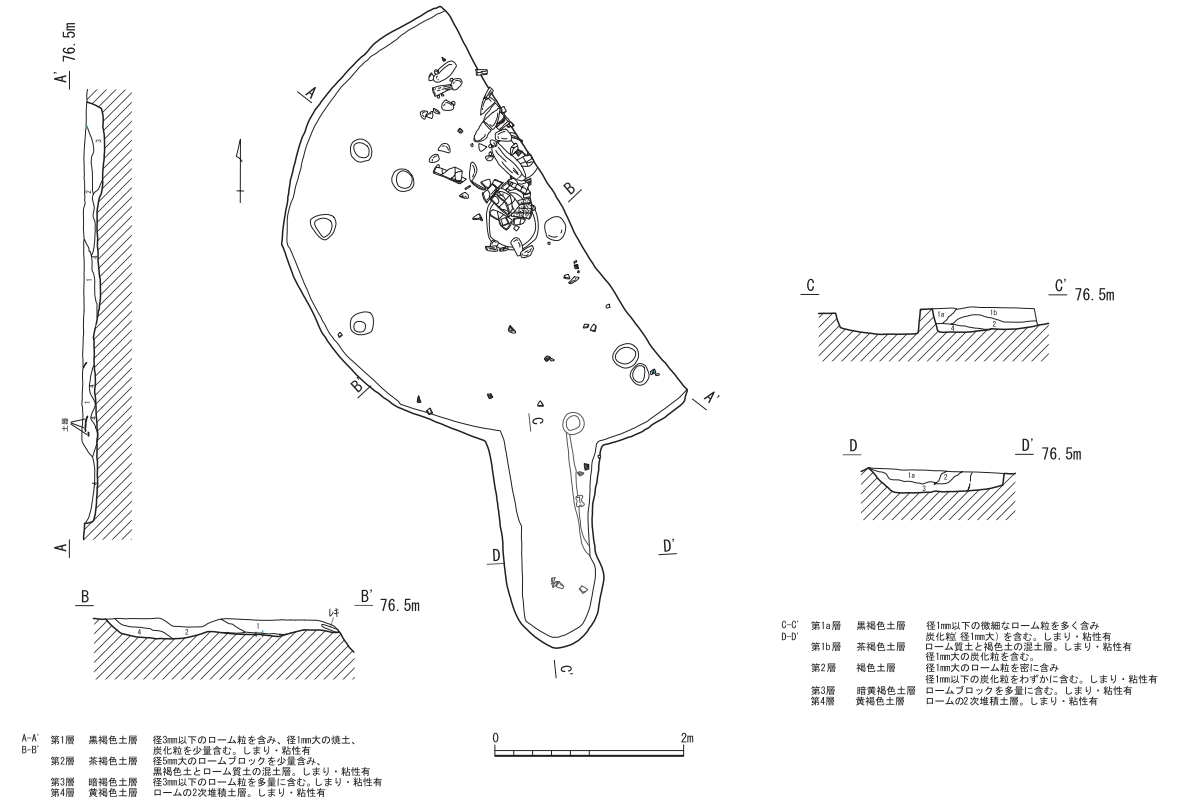 A' 76.5m
3
2
4
1
4
1
4
土器
4
A
A
B
B'
A'
C
C'
D
D'
C C' 76.5m
1a 1b
4 2
D D' 76.5m
1a 2
3
B B' 76.5m
レキ
4 2 1
4
C-C' 第1a層 黒褐色土層 径1mm以下の微細なローム粒を多く含み
D-D' 炭化粒(径1mm大)を含む。しまり・粘性有
第1b層 茶褐色土層 ローム質土と褐色土の混土層。しまり・粘性有
径1mm大の炭化粒を含む。
第2層 褐色土層 径1mm大のローム粒を密に含み
径1mm以下の炭化粒をわずかに含む。しまり・粘性有
第3層 暗黄褐色土層 ロームブロックを多量に含む。しまり・粘性有
第4層 黄褐色土層 ロームの2次堆積土層。しまり・粘性有
A-A' 第1層 黒褐色土層 径3mm以下のローム粒を含み、径1mm大の焼土、
B-B' 炭化粒を少量含む。しまり・粘性有
第2層 茶褐色土層 径5mm大のロームブロックを少量含み、
黒褐色土とローム質土の混土層。しまり・粘性有
第3層 暗褐色土層 径3mm以下のローム粒を多量に含む。しまり・粘性有
第4層 黄褐色土層 ロームの2次堆積土層。しまり・粘性有
0 2m